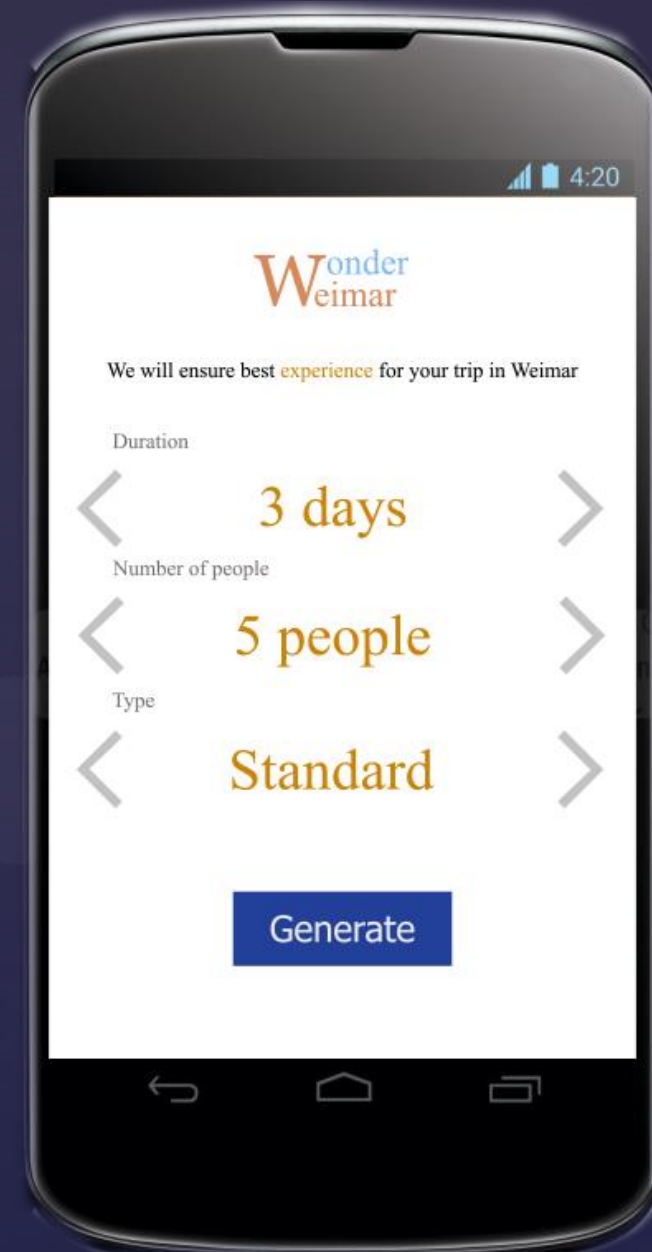 4:20
Wonder
Weimar
We will ensure best experience for your trip in Weimar
Duration
3 days
Number of people
5 people
Type
Standard
Generate